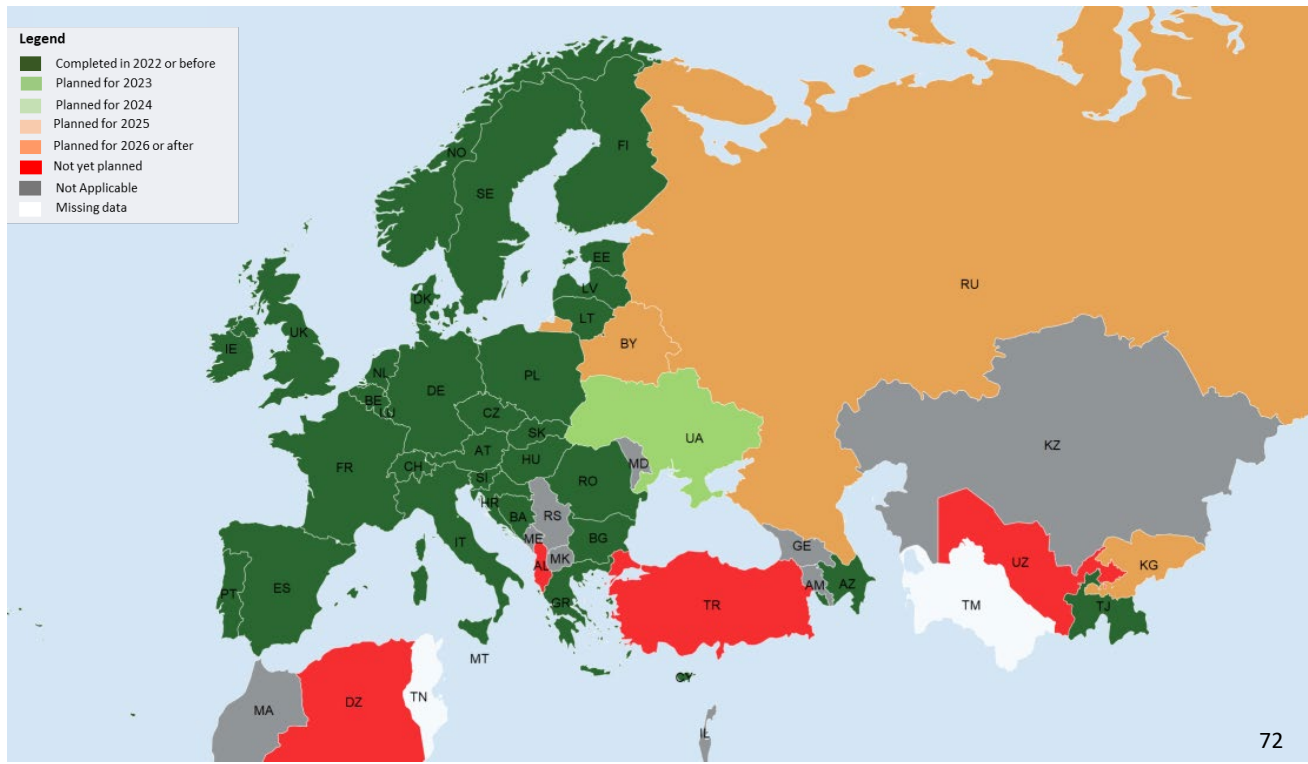 Legend
Completed in 2022 or before
Planned for 2023
Planned for 2024
Planned for 2025
Planned for 2026 or after
Not yet planned
Not Applicable
Missing data
NO
FI
SE
EE
LV
DK
LT
RU
UK
IE
BY
NL
DE
PL
BE
LU
CZ
UA
SK
KZ
FR
CH
AT
HU
MD
SI
RO
HR
BA
RS
IT
ME
BG
GE
AL
MK
AM
AZ
UZ
KG
PT
ES
GR
TR
TM
TJ
MT
CY
MA
DZ
TN
IL
72